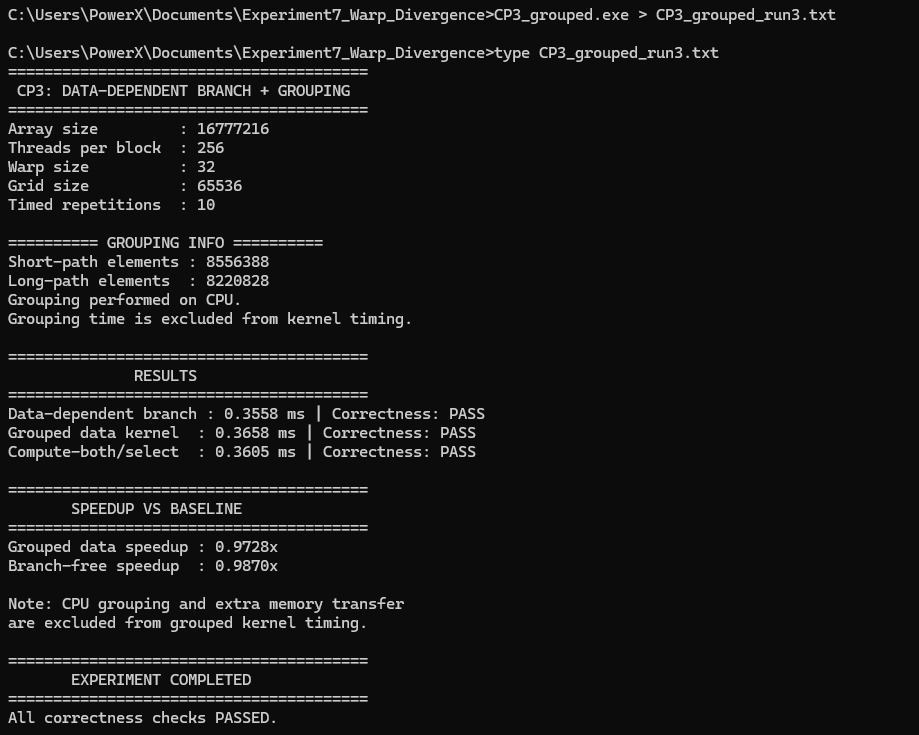 C:\Users\PowerX\Documents\Experiment7_Warp_Divergence>CP3_grouped.exe > CP3_grouped_run3.txt
C:\Users\PowerX\Documents\Experiment7_Warp_Divergence>type CP3_grouped_run3.txt
========================================
CP3: DATA-DEPENDENT BRANCH + GROUPING
========================================
Array size : 16777216
Threads per block : 256
Warp size : 32
Grid size : 65536
Timed repetitions : 10
========== GROUPING INFO ==========
Short-path elements : 8556388
Long-path elements : 8220828
Grouping performed on CPU.
Grouping time is excluded from kernel timing.
========================================
RESULTS
========================================
Data-dependent branch : 0.3558 ms | Correctness: PASS
Grouped data kernel : 0.3658 ms | Correctness: PASS
Compute-both/select : 0.3605 ms | Correctness: PASS
========================================
SPEEDUP VS BASELINE
========================================
Grouped data speedup : 0.9728x
Branch-free speedup : 0.9870x
Note: CPU grouping and extra memory transfer
are excluded from grouped kernel timing.
========================================
EXPERIMENT COMPLETED
========================================
All correctness checks PASSED.